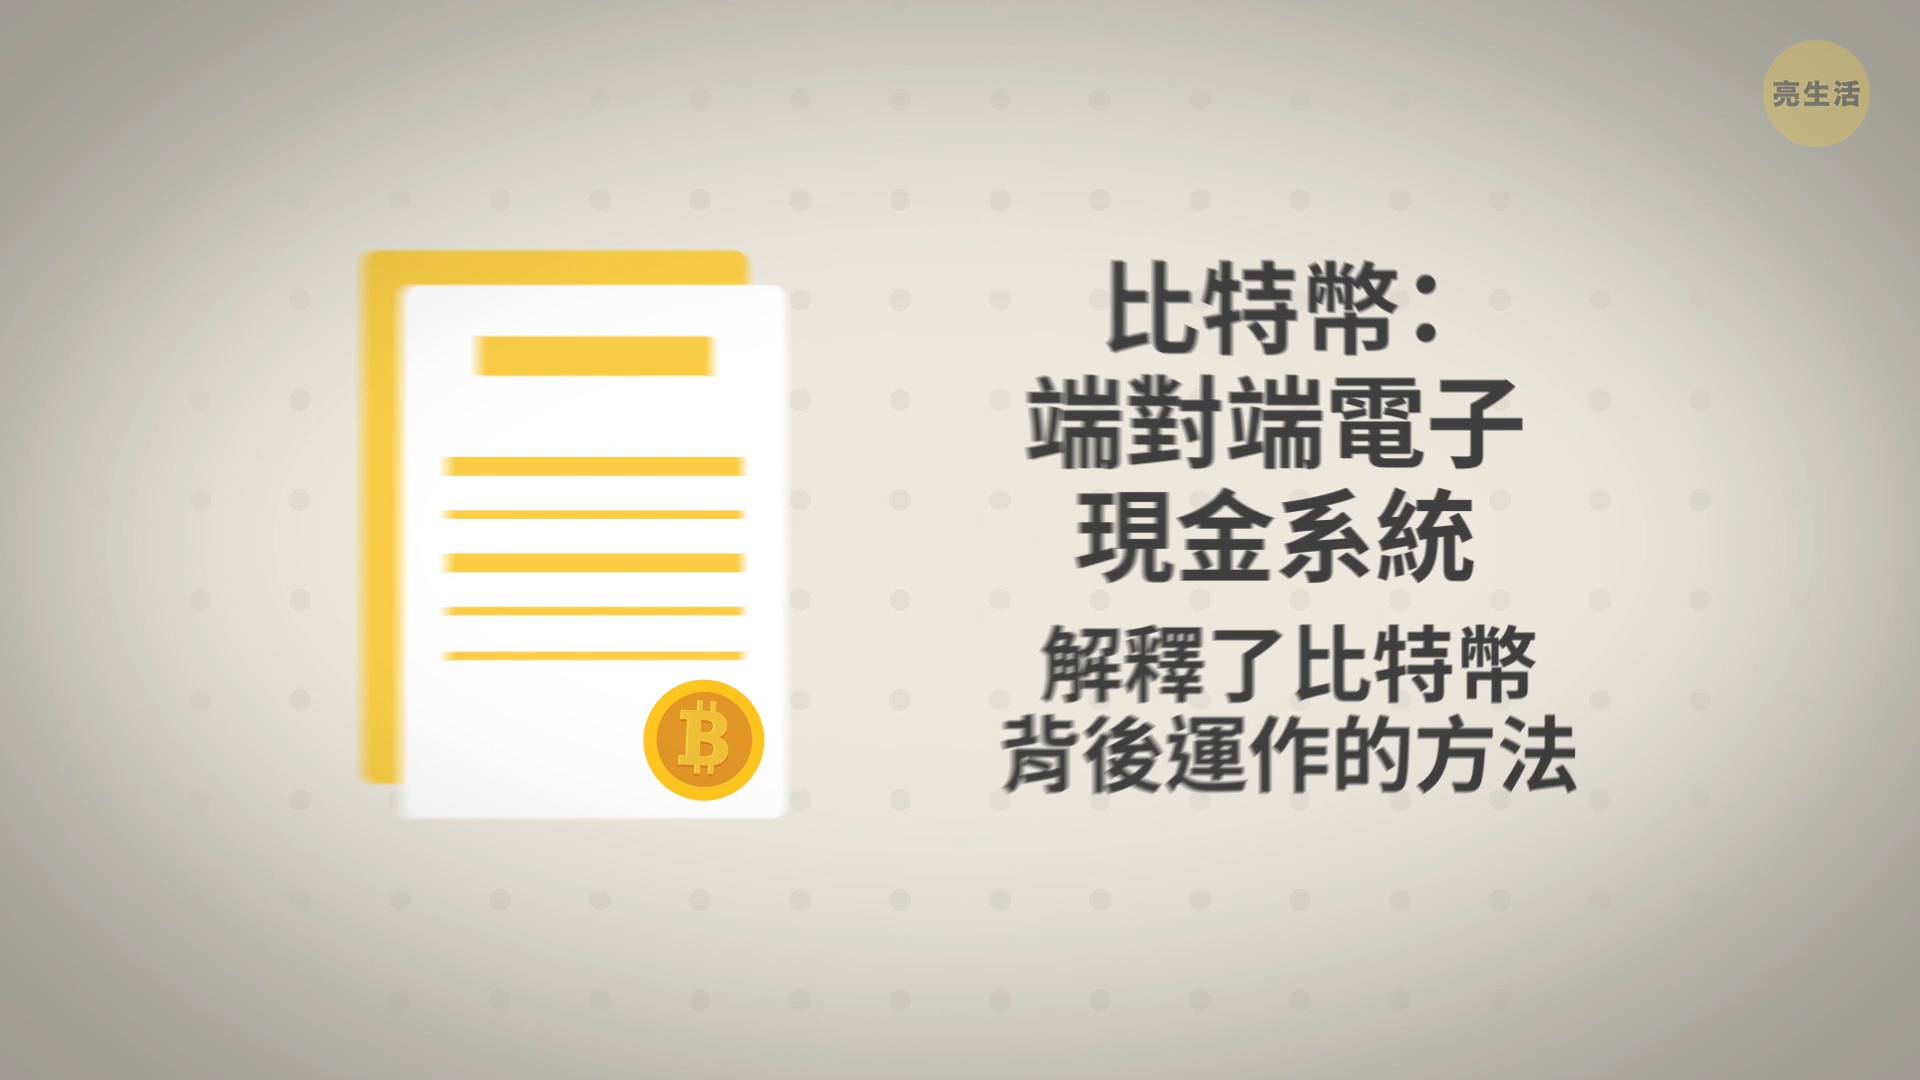 亮生活
比特幣：
端對端電子
現金系統
解釋了比特幣
背後運作的方法